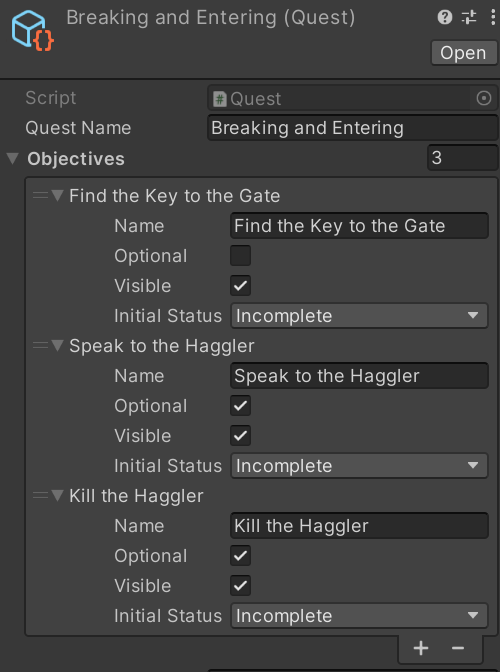 Breaking and Entering (Quest)
Open
Script
Quest
Quest Name
Breaking and Entering
Objectives
3
Find the Key to the Gate
Name
Find the Key to the Gate
Optional
Visible
Initial Status
Incomplete
Speak to the Haggler
Name
Speak to the Haggler
Optional
Visible
Initial Status
Incomplete
Kill the Haggler
Name
Kill the Haggler
Optional
Visible
Initial Status
Incomplete